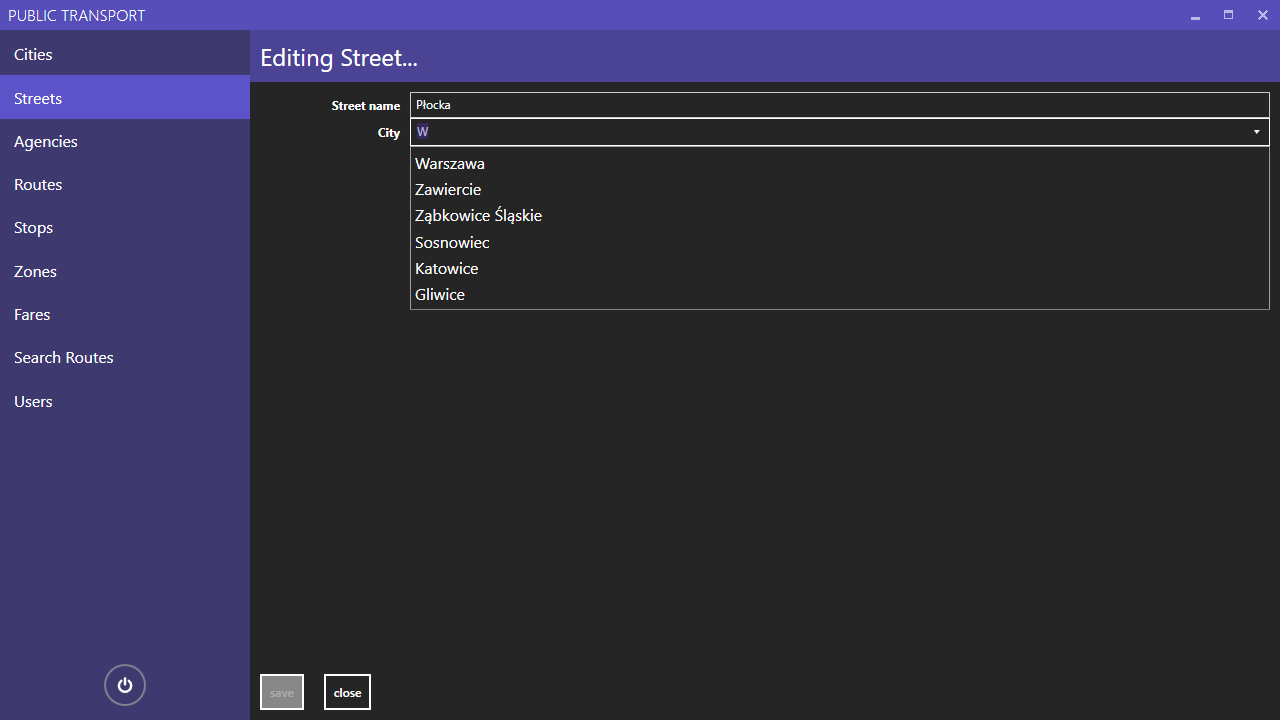 PUBLIC TRANSPORT
Cities
Streets
Agencies
Routes
Stops
Zones
Fares
Search Routes
Users
Editing Street...
Street name Płocka
City W
Warszawa
Zawiercie
Ząbkowice Śląskie
Sosnowiec
Katowice
Gliwice
save close